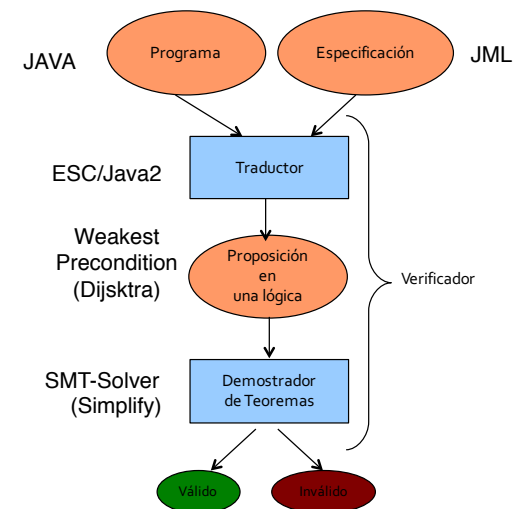 JAVA
Programa
Especificación
JML
ESC/Java2
Traductor
Weakest
Precondition
(Dijsktra)
Proposición
en
una lógica
Verificador
SMT-Solver
(Simplify)
Demostrador
de Teoremas
Válido
Inválido